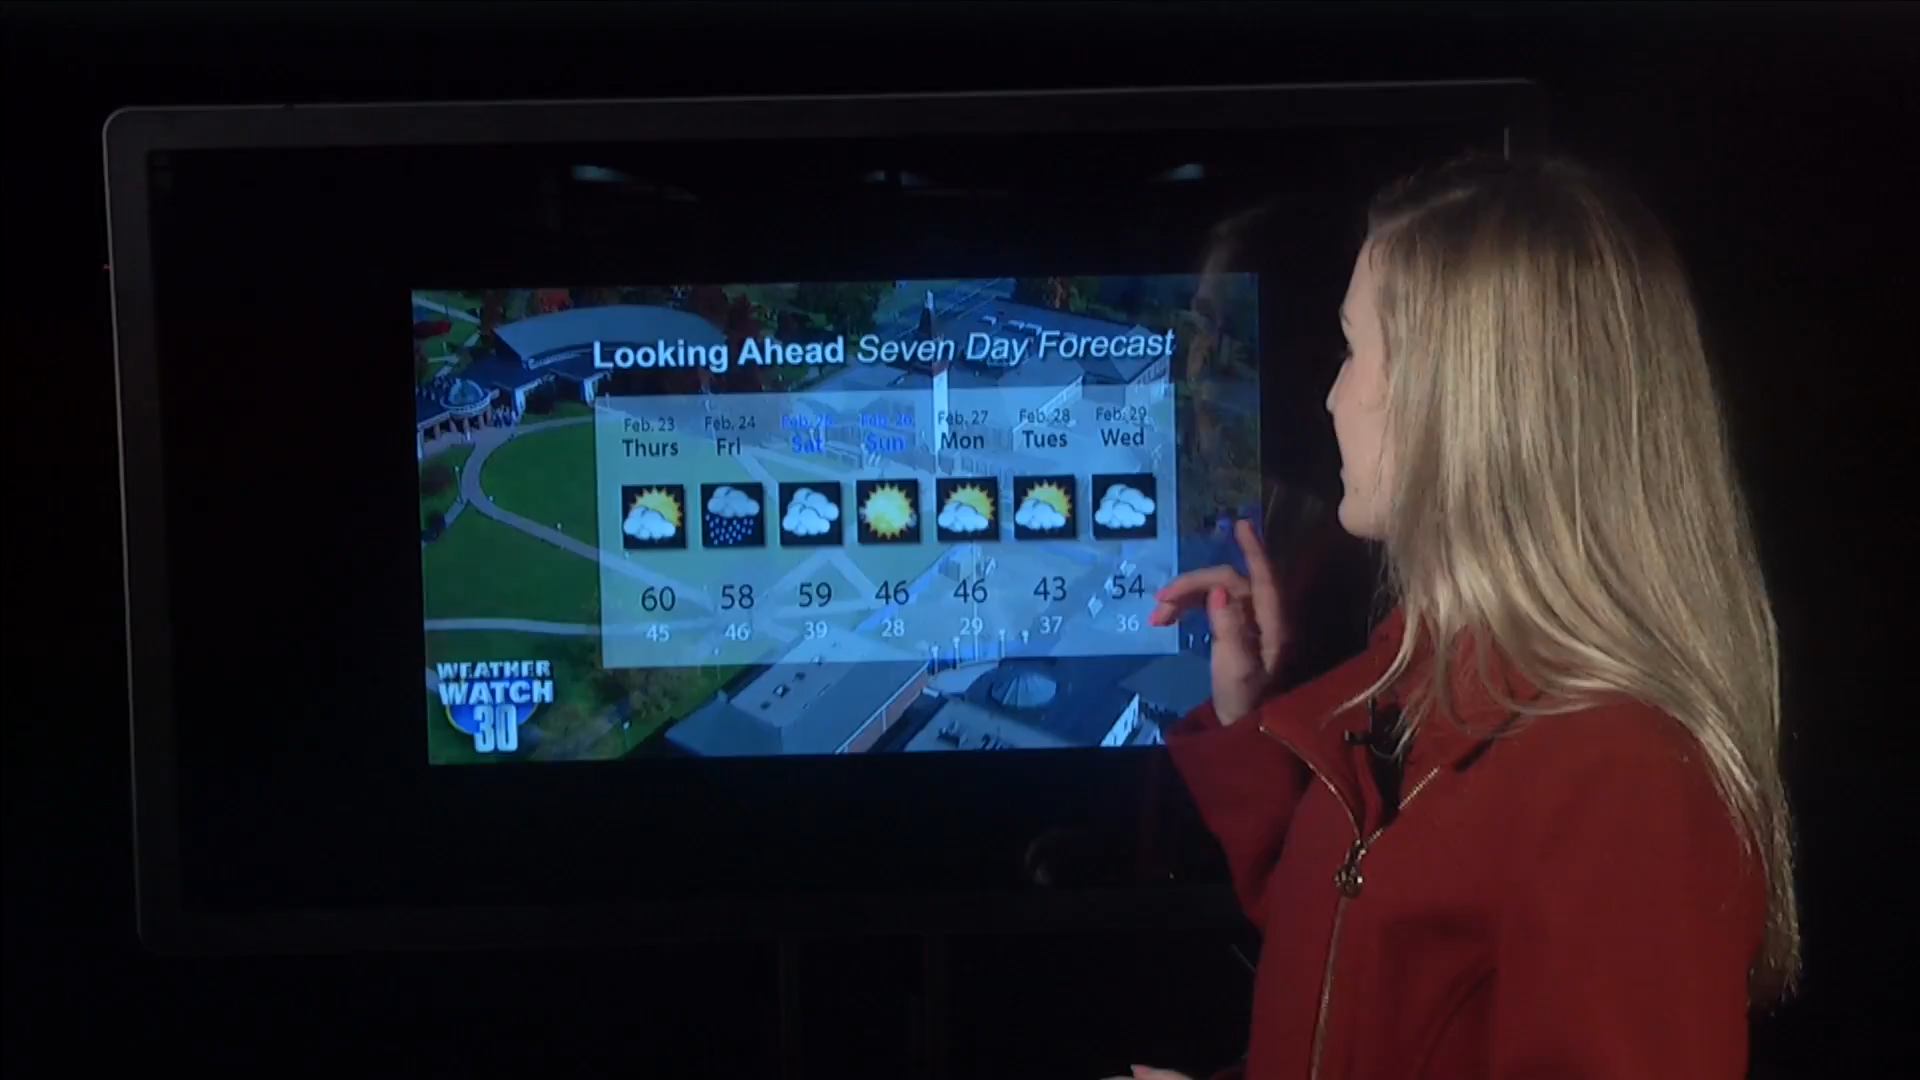 Looking Ahead Seven Day Forecast
Feb. 23 Feb. 24 Feb. 25 Feb. 26 Feb. 27 Feb. 28 Feb. 29
Thurs Fri Sat Sun Mon Tues Wed
60 58 59 46 46 43 54
45 46 39 28 29 37 36
WEATHER
WATCH
30